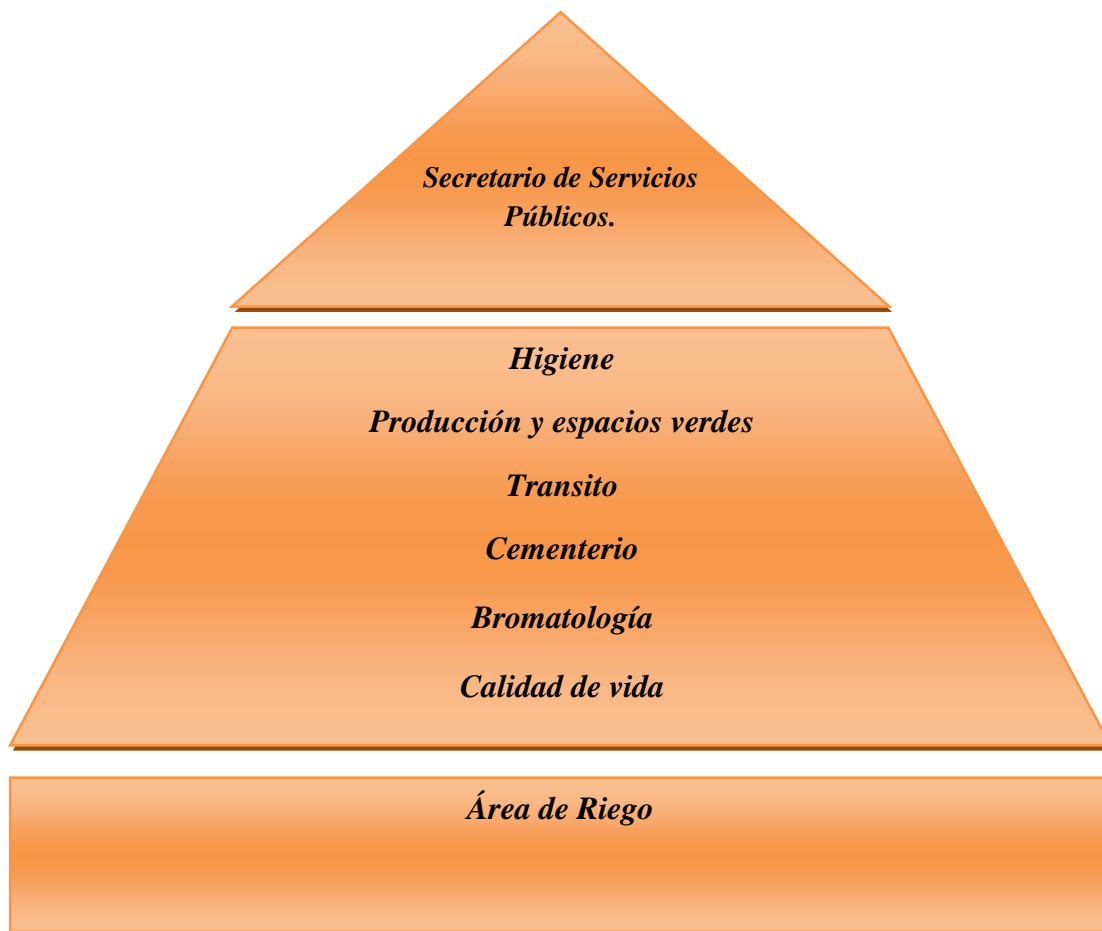 Secretario de Servicios
Públicos.
Higiene
Producción y espacios verdes
Transito
Cementerio
Bromatología
Calidad de vida
Área de Riego